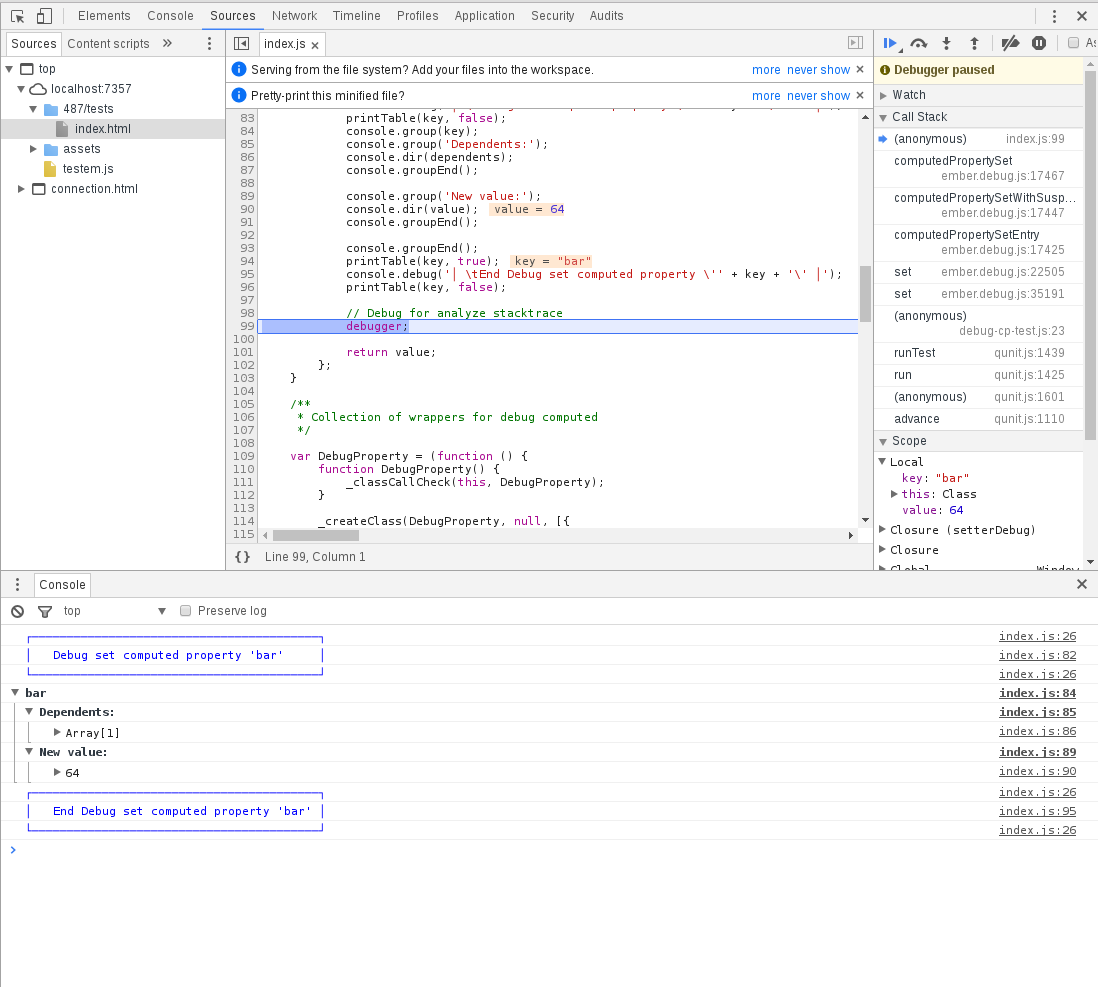 Elements Console Sources Network Timeline Profiles Application Security Audits
Sources Content scripts »
top
localhost:7357
487/tests
index.html
assets
testem.js
connection.html
index.js ×
Serving from the file system? Add your files into the workspace. more never show ×
Pretty-print this minified file? more never show ×
83 printTable(key, false);
84 console.group(key);
85 console.group('Dependents:');
86 console.dir(dependents);
87 console.groupEnd();
88
89 console.group('New value:');
90 console.dir(value); value = 64
91 console.groupEnd();
92
93 console.groupEnd();
94 printTable(key, true); key = "bar"
95 console.debug('│ \tEnd Debug set computed property \'' + key + '\' │');
96 printTable(key, false);
97
98 // Debug for analyze stacktrace
99 debugger;
100
101 return value;
102 };
103 }
104
105 /**
106 * Collection of wrappers for debug computed
107 */
108
109 var DebugProperty = (function () {
110 function DebugProperty() {
111 _classCallCheck(this, DebugProperty);
112 }
113
114 _createClass(DebugProperty, null, [{
115
{} Line 99, Column 1
As
Debugger paused
Watch
Call Stack
(anonymous) index.js:99
computedPropertySet
ember.debug.js:17467
computedPropertySetWithSusp...
ember.debug.js:17447
computedPropertySetEntry
ember.debug.js:17425
set ember.debug.js:22505
set ember.debug.js:35191
(anonymous)
debug-cp-test.js:23
runTest qunit.js:1439
run qunit.js:1425
(anonymous) qunit.js:1601
advance qunit.js:1110
Scope
Local
key: "bar"
this: Class
value: 64
Closure (setterDebug)
Closure
Global Window
Console
top Preserve log
index.js:26
Debug set computed property 'bar' index.js:82
index.js:26
bar index.js:84
Dependents: index.js:85
Array[1] index.js:86
New value: index.js:89
64 index.js:90
index.js:26
End Debug set computed property 'bar' index.js:95
index.js:26